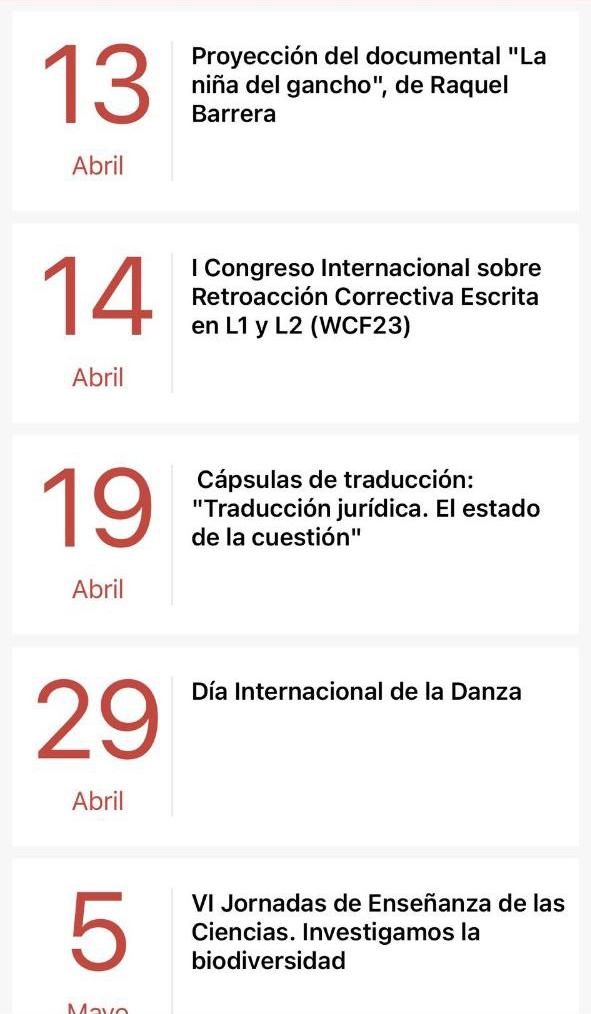 13
Abril
Proyección del documental "La
niña del gancho", de Raquel
Barrera
14
Abril
I Congreso Internacional sobre
Retroacción Correctiva Escrita
en L1 y L2 (WCF23)
19
Abril
Cápsulas de traducción:
"Traducción jurídica. El estado
de la cuestión"
29
Abril
Día Internacional de la Danza
5
Mayo
VI Jornadas de Enseñanza de las
Ciencias. Investigamos la
biodiversidad